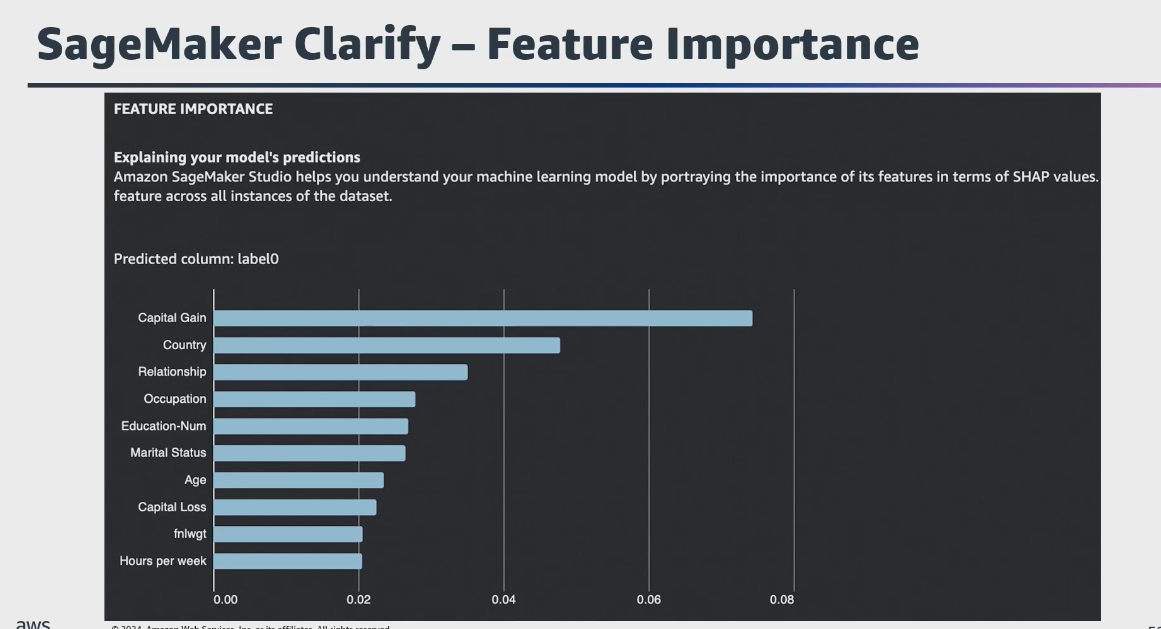 SageMaker Clarify – Feature Importance
FEATURE IMPORTANCE
Explaining your model's predictions
Amazon SageMaker Studio helps you understand your machine learning model by portraying the importance of its features in terms of SHAP values.
feature across all instances of the dataset.
Predicted column: label0
Capital Gain
Country
Relationship
Occupation
Education-Num
Marital Status
Age
Capital Loss
fnlwgt
Hours per week
0.00 0.02 0.04 0.06 0.08
aws
© 2024, Amazon Web Services, Inc. or its affiliates. All rights reserved.